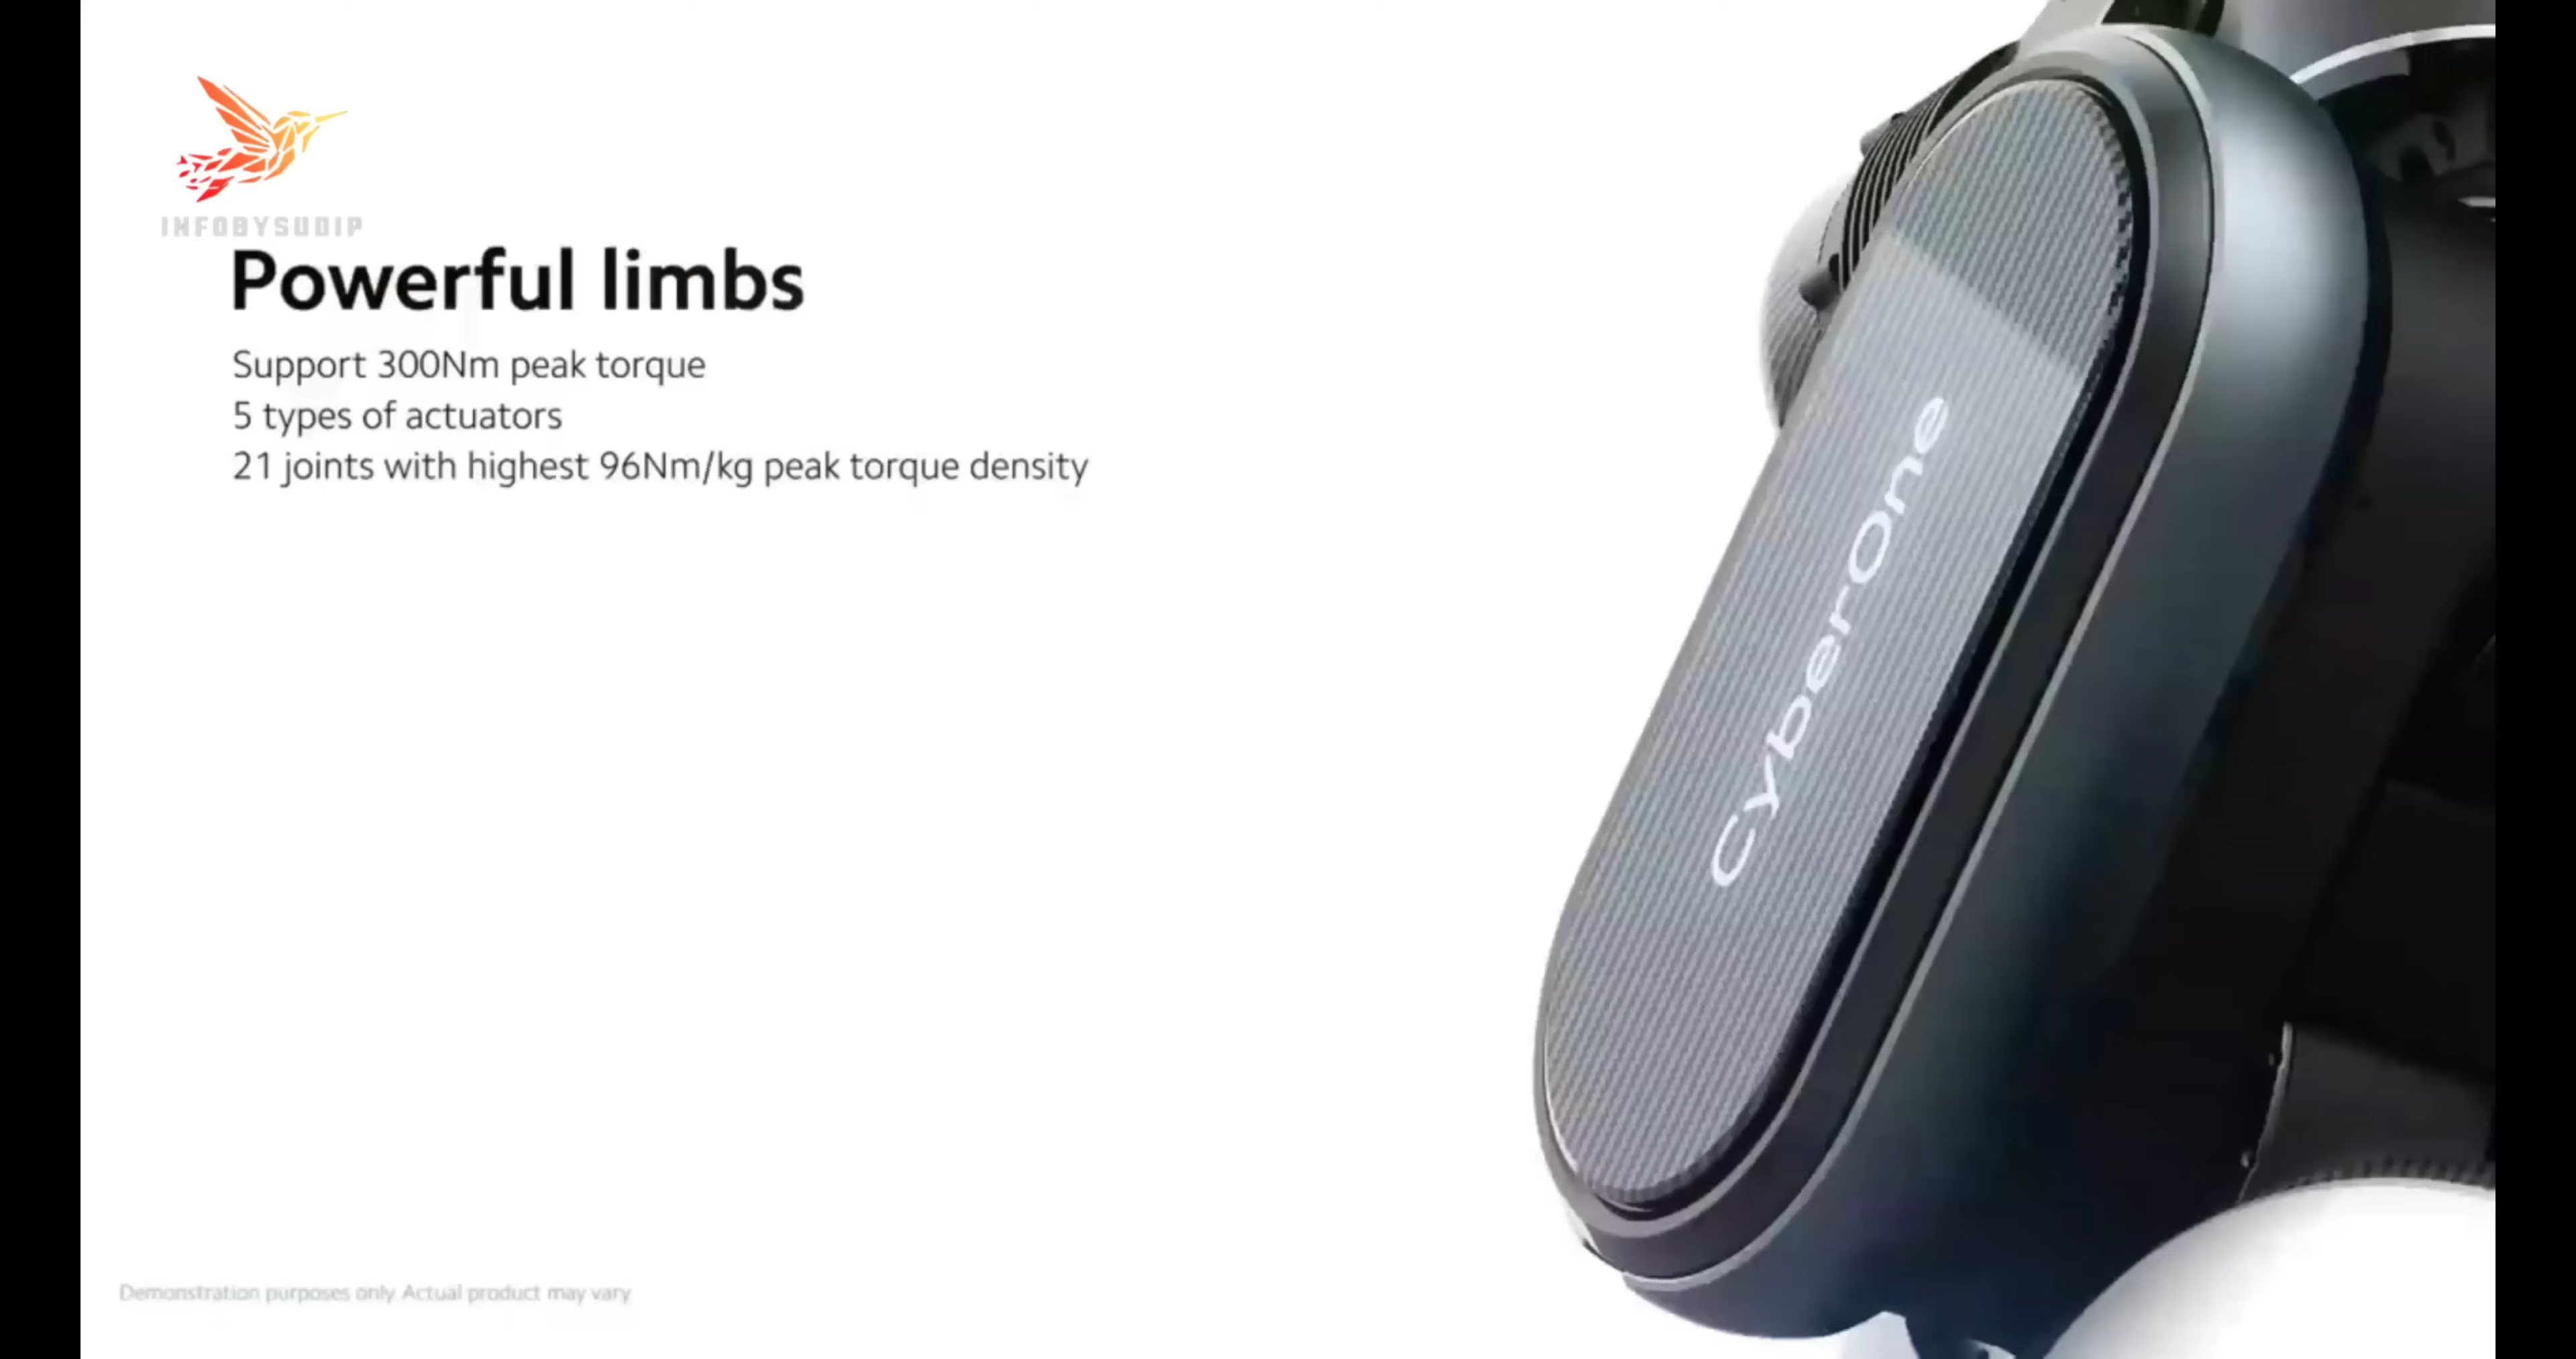 INFOBYSUDIP
Powerful limbs
Support 300Nm peak torque
5 types of actuators
21 joints with highest 96Nm/kg peak torque density
CyberOne
Demonstration purposes only. Actual product may vary